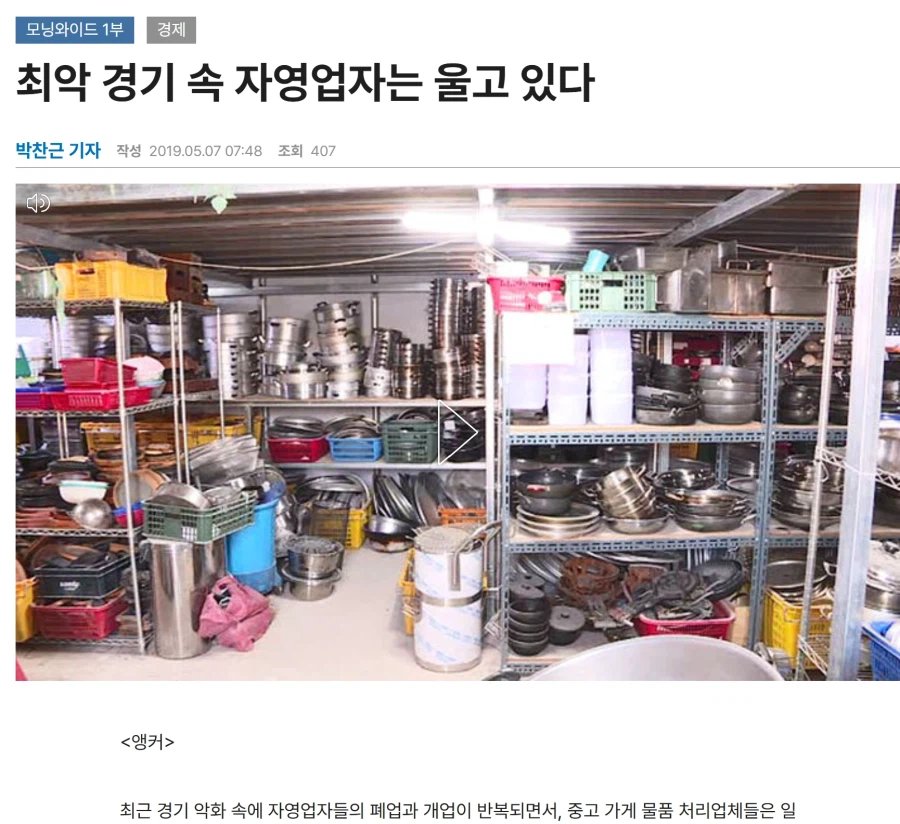 모닝와이드 1부 경제
최악 경기 속 자영업자는 울고 있다
박찬근 기자 작성 2019.05.07 07:48 조회 407
<앵커>
최근 경기 악화 속에 자영업자들의 폐업과 개업이 반복되면서, 중고 가게 물품 처리업체들은 일